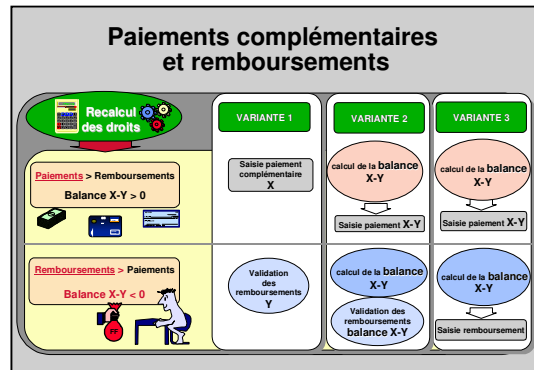 Paiements complémentaires
et remboursements
Recalcul
des droits
VARIANTE 1
VARIANTE 2
VARIANTE 3
Paiements > Remboursements
Balance X-Y > 0
Saisie paiement
complémentaire
X
calcul de la balance
X-Y
Saisie paiement X-Y
calcul de la balance
X-Y
Saisie paiement X-Y
Remboursements > Paiements
Balance X-Y < 0
FF
Validation
des
remboursements
Y
calcul de la balance
X-Y
Validation des
remboursements
balance X-Y
calcul de la balance
X-Y
Saisie remboursement